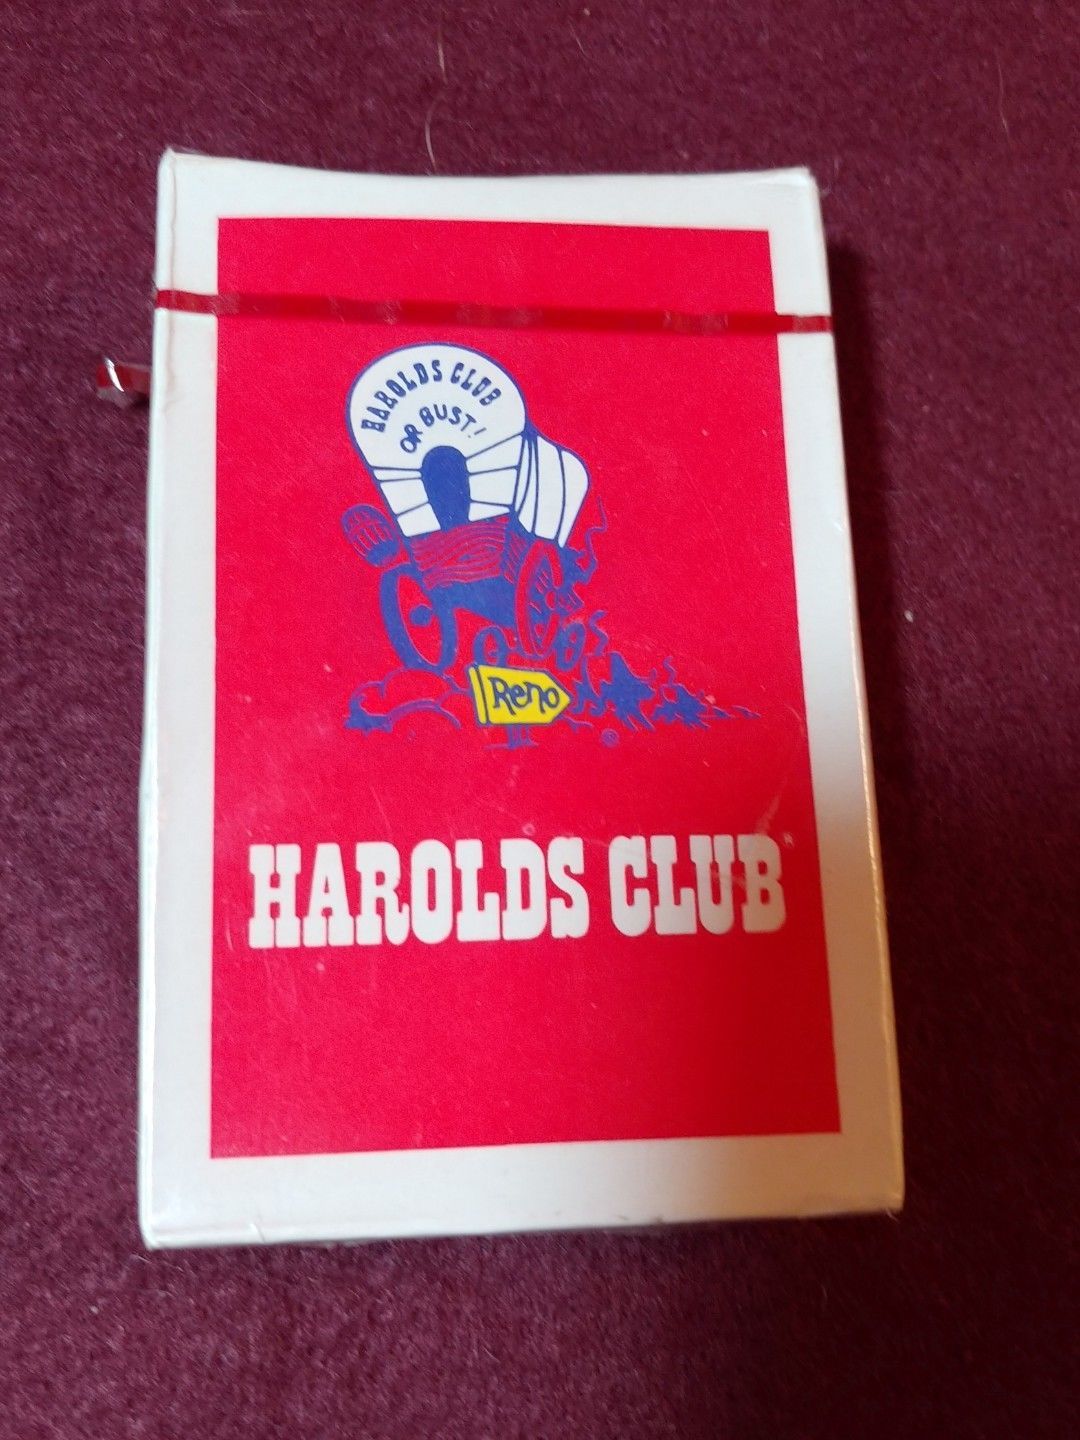 HAROLDS CLUB
OR BUST!
Reno
®
HAROLDS CLUB®